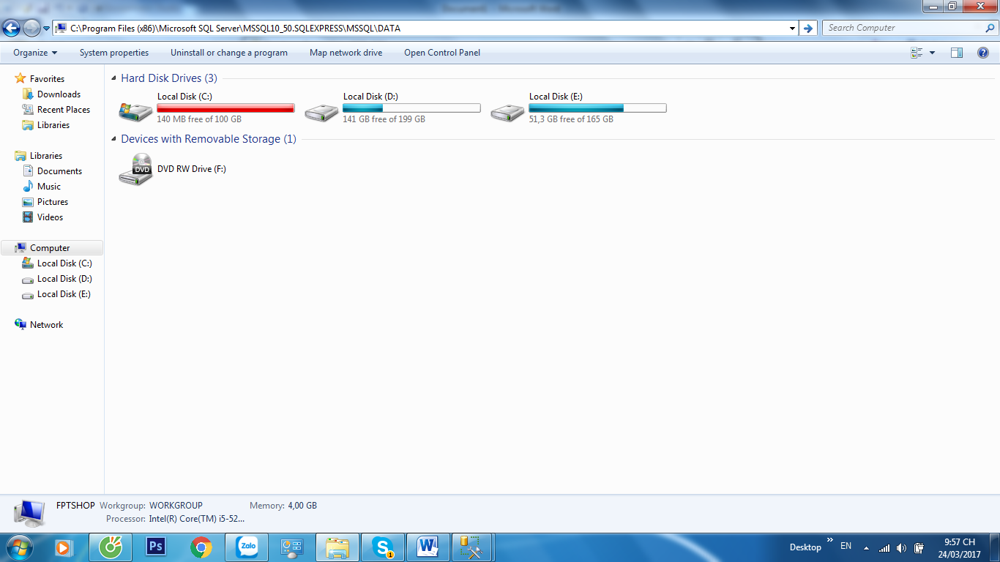 C:\Program Files (x86)\Microsoft SQL Server\MSSQL10_50.SQLEXPRESS\MSSQL\DATA
Search Computer
Organize
System properties
Uninstall or change a program
Map network drive
Open Control Panel
Favorites
Downloads
Recent Places
Libraries
Libraries
Documents
Music
Pictures
Videos
Computer
Local Disk (C:)
Local Disk (D:)
Local Disk (E:)
Network
Hard Disk Drives (3)
Local Disk (C:)
140 MB free of 100 GB
Local Disk (D:)
141 GB free of 199 GB
Local Disk (E:)
51,3 GB free of 165 GB
Devices with Removable Storage (1)
DVD
DVD RW Drive (F:)
FPTSHOP
Workgroup: WORKGROUP
Memory: 4,00 GB
Processor: Intel(R) Core(TM) i5-52...
Ps
Zalo
S
1
W
Desktop
EN
9:57 CH
24/03/2017